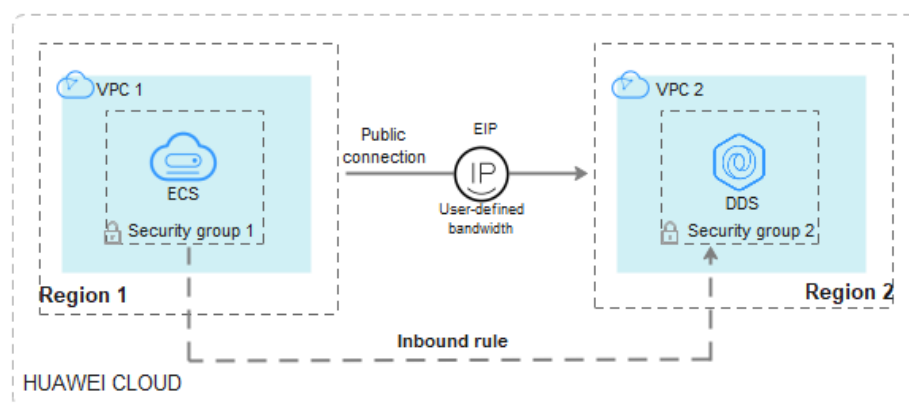 VPC 1
ECS
Security group 1
Region 1
Public
connection
EIP
IP
User-defined
bandwidth
VPC 2
DDS
Security group 2
Region 2
Inbound rule
HUAWEI CLOUD